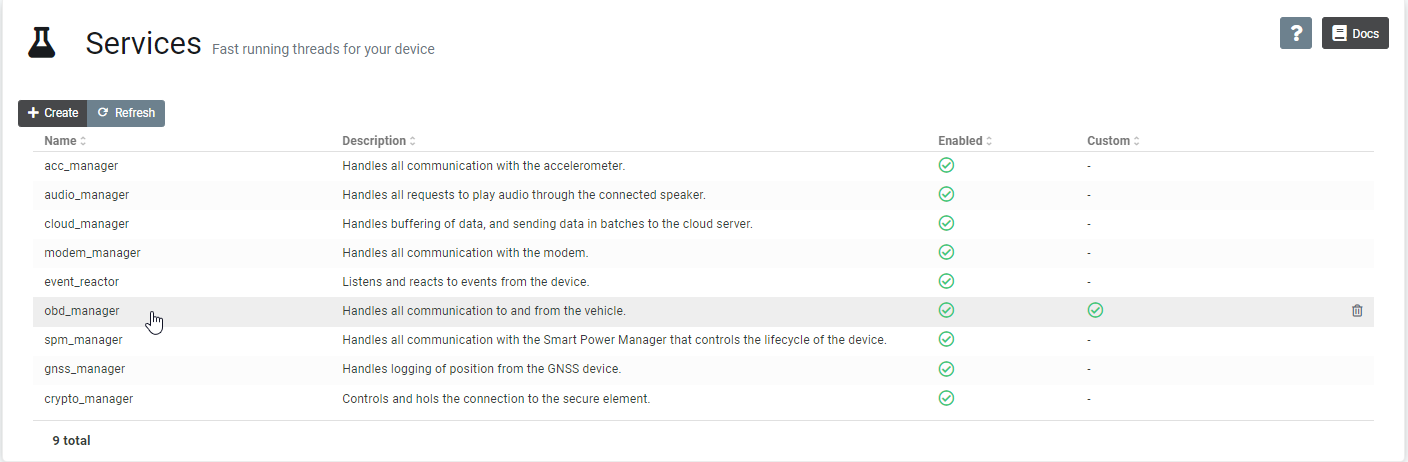 Services Fast running threads for your device
? Docs
Create Refresh
Name Description Enabled Custom
acc_manager Handles all communication with the accelerometer. -
audio_manager Handles all requests to play audio through the connected speaker. -
cloud_manager Handles buffering of data, and sending data in batches to the cloud server. -
modem_manager Handles all communication with the modem. -
event_reactor Listens and reacts to events from the device. -
obd_manager Handles all communication to and from the vehicle.
spm_manager Handles all communication with the Smart Power Manager that controls the lifecycle of the device. -
gnss_manager Handles logging of position from the GNSS device. -
crypto_manager Controls and hols the connection to the secure element. -
9 total